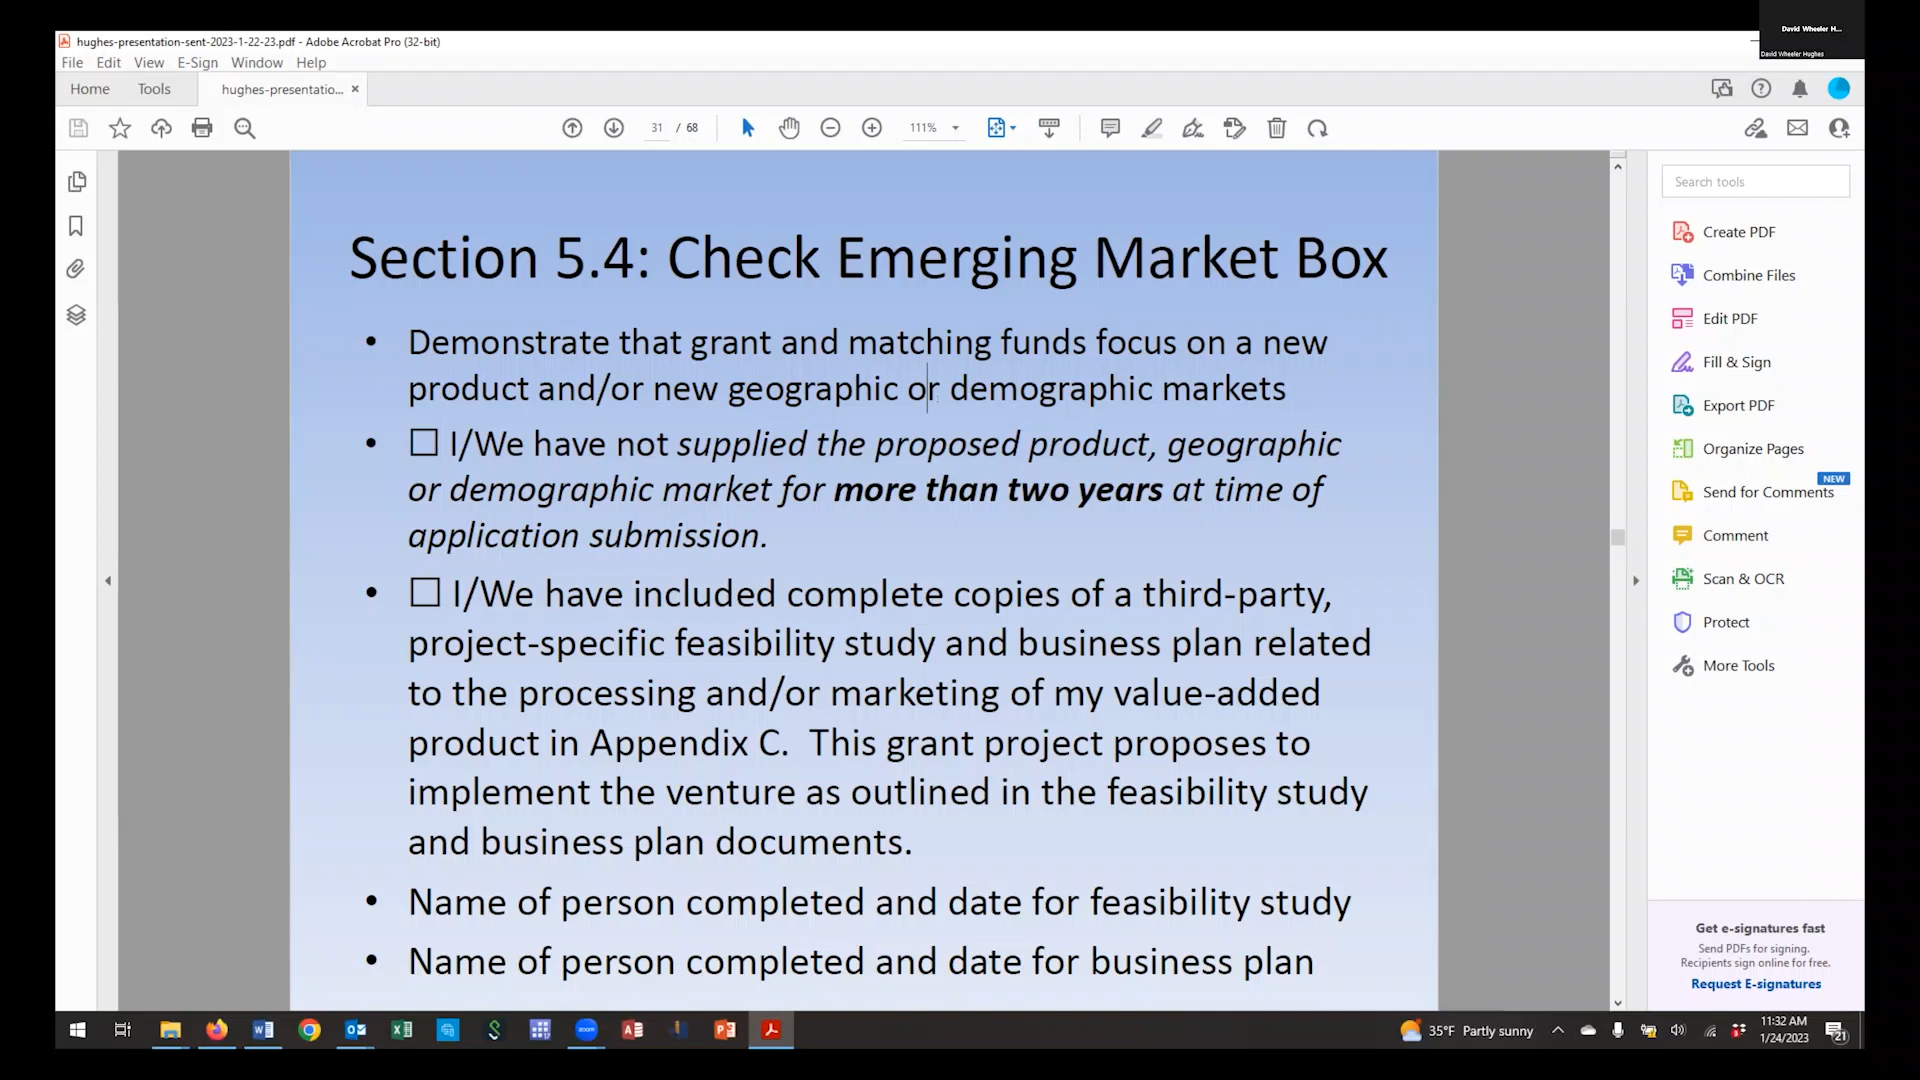 David Wheeler H...
David Wheeler Hughes
hughes-presentation-sent-2023-1-22-23.pdf - Adobe Acrobat Pro (32-bit)
File Edit View E-Sign Window Help
Home Tools hughes-presentatio... ×
31 / 68 111%
Search tools
Create PDF
Combine Files
Edit PDF
Fill & Sign
Export PDF
Organize Pages
NEW
Send for Comments
Comment
Scan & OCR
Protect
More Tools
Section 5.4: Check Emerging Market Box
• Demonstrate that grant and matching funds focus on a new
product and/or new geographic or demographic markets
• ☐ I/We have not supplied the proposed product, geographic
or demographic market for more than two years at time of
application submission.
• ☐ I/We have included complete copies of a third-party,
project-specific feasibility study and business plan related
to the processing and/or marketing of my value-added
product in Appendix C. This grant project proposes to
implement the venture as outlined in the feasibility study
and business plan documents.
• Name of person completed and date for feasibility study
• Name of person completed and date for business plan
Get e-signatures fast
Send PDFs for signing.
Recipients sign online for free.
Request E-signatures
zoom
35°F Partly sunny
11:32 AM
1/24/2023
21